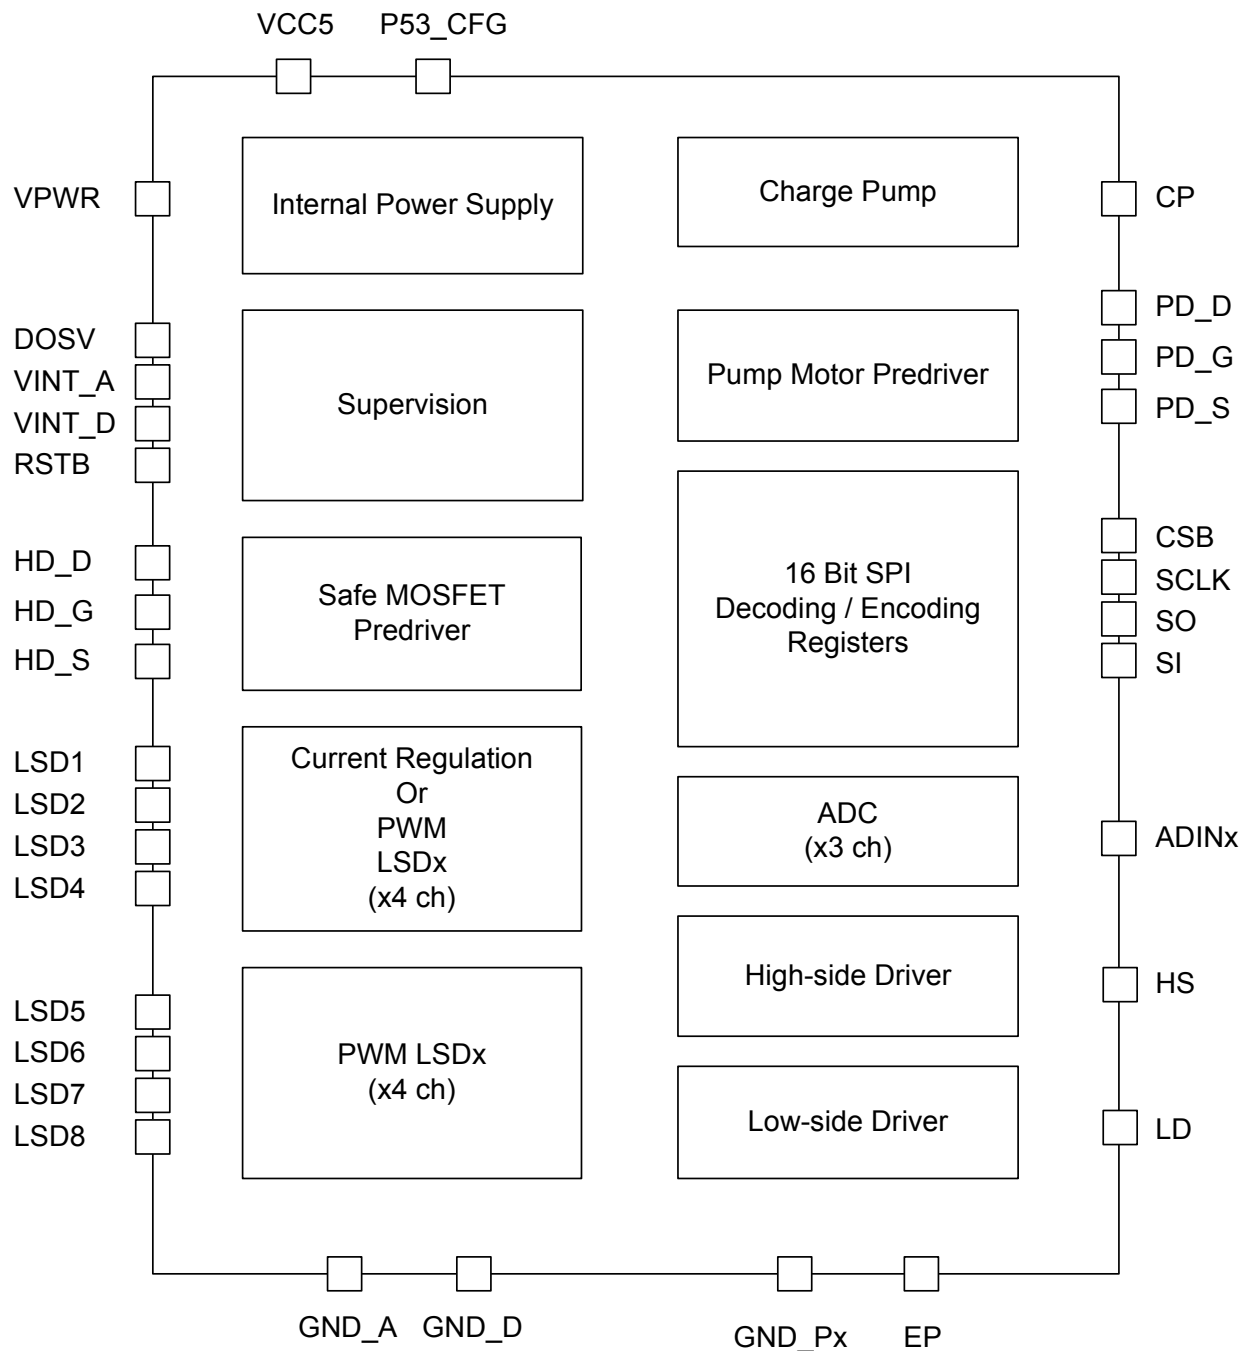 VCC5
P53_CFG
VPWR
DOSV
VINT_A
VINT_D
RSTB
HD_D
HD_G
HD_S
LSD1
LSD2
LSD3
LSD4
LSD5
LSD6
LSD7
LSD8
Internal Power Supply
Supervision
Safe MOSFET
Predriver
Current Regulation
Or
PWM
LSDx
(x4 ch)
PWM LSDx
(x4 ch)
Charge Pump
Pump Motor Predriver
16 Bit SPI
Decoding / Encoding
Registers
ADC
(x3 ch)
High-side Driver
Low-side Driver
CP
PD_D
PD_G
PD_S
CSB
SCLK
SO
SI
ADINx
HS
LD
GND_A
GND_D
GND_Px
EP